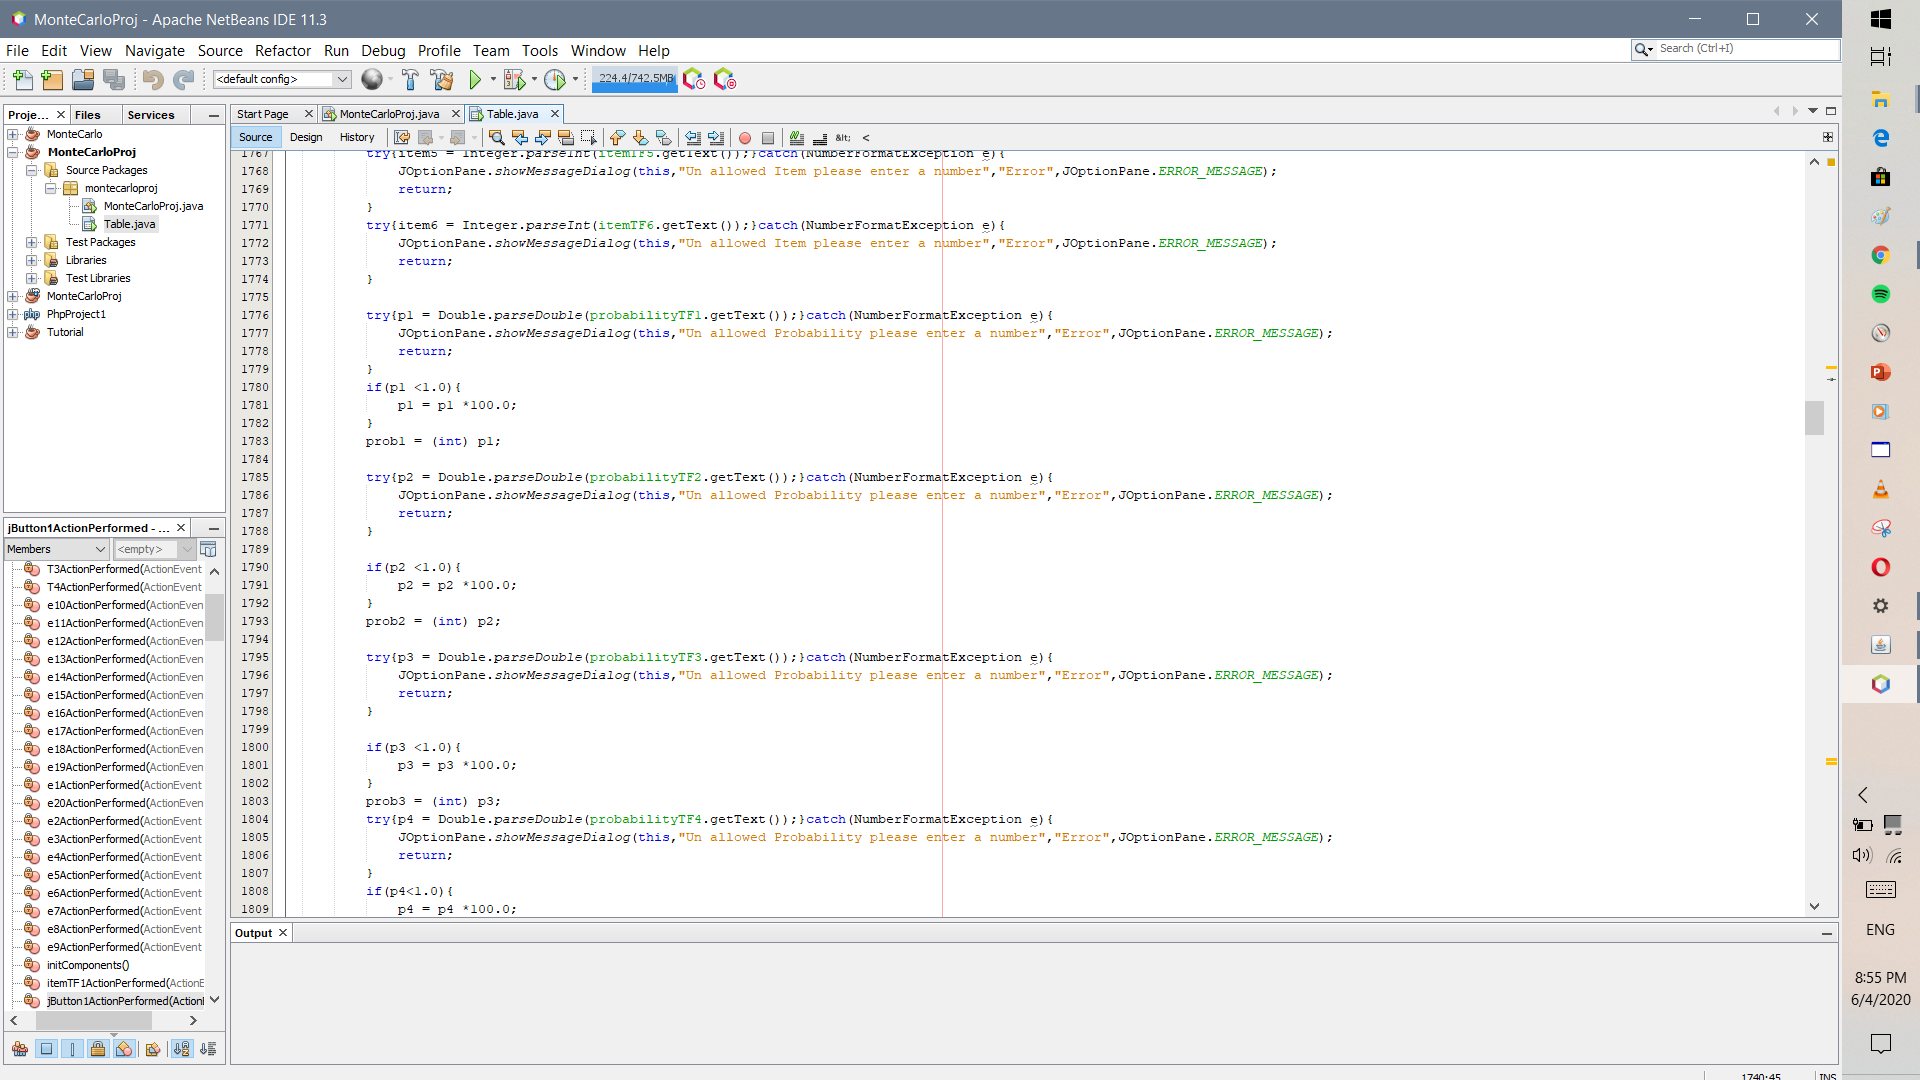 MonteCarloProj - Apache NetBeans IDE 11.3
File Edit View Navigate Source Refactor Run Debug Profile Team Tools Window Help
Search (Ctrl+I)
<default config>
224.4/742.5MB
Proje... Files Services
MonteCarlo
MonteCarloProj
Source Packages
montecarloproj
MonteCarloProj.java
Table.java
Test Packages
Libraries
Test Libraries
MonteCarloProj
PhpProject1
Tutorial
jButton1ActionPerformed - ...
Members <empty>
T3ActionPerformed(ActionEvent
T4ActionPerformed(ActionEvent
e10ActionPerformed(ActionEven
e11ActionPerformed(ActionEven
e12ActionPerformed(ActionEven
e13ActionPerformed(ActionEven
e14ActionPerformed(ActionEven
e15ActionPerformed(ActionEven
e16ActionPerformed(ActionEven
e17ActionPerformed(ActionEven
e18ActionPerformed(ActionEven
e19ActionPerformed(ActionEven
e1ActionPerformed(ActionEvent
e20ActionPerformed(ActionEven
e2ActionPerformed(ActionEvent
e3ActionPerformed(ActionEvent
e4ActionPerformed(ActionEvent
e5ActionPerformed(ActionEvent
e6ActionPerformed(ActionEvent
e7ActionPerformed(ActionEvent
e8ActionPerformed(ActionEvent
e9ActionPerformed(ActionEvent
initComponents()
itemTF1ActionPerformed(ActionE
jButton1ActionPerformed(ActionE
Start Page MonteCarloProj.java Table.java
Source Design History &lt; <
1767 try{item5 = Integer.parseInt(itemTF5.getText());}catch(NumberFormatException e){
1768 JOptionPane.showMessageDialog(this,"Un allowed Item please enter a number","Error",JOptionPane.ERROR_MESSAGE);
1769 return;
1770 }
1771 try{item6 = Integer.parseInt(itemTF6.getText());}catch(NumberFormatException e){
1772 JOptionPane.showMessageDialog(this,"Un allowed Item please enter a number","Error",JOptionPane.ERROR_MESSAGE);
1773 return;
1774 }
1775
1776 try{p1 = Double.parseDouble(probabilityTF1.getText());}catch(NumberFormatException e){
1777 JOptionPane.showMessageDialog(this,"Un allowed Probability please enter a number","Error",JOptionPane.ERROR_MESSAGE);
1778 return;
1779 }
1780 if(p1 <1.0){
1781 p1 = p1 *100.0;
1782 }
1783 prob1 = (int) p1;
1784
1785 try{p2 = Double.parseDouble(probabilityTF2.getText());}catch(NumberFormatException e){
1786 JOptionPane.showMessageDialog(this,"Un allowed Probability please enter a number","Error",JOptionPane.ERROR_MESSAGE);
1787 return;
1788 }
1789
1790 if(p2 <1.0){
1791 p2 = p2 *100.0;
1792 }
1793 prob2 = (int) p2;
1794
1795 try{p3 = Double.parseDouble(probabilityTF3.getText());}catch(NumberFormatException e){
1796 JOptionPane.showMessageDialog(this,"Un allowed Probability please enter a number","Error",JOptionPane.ERROR_MESSAGE);
1797 return;
1798 }
1799
1800 if(p3 <1.0){
1801 p3 = p3 *100.0;
1802 }
1803 prob3 = (int) p3;
1804 try{p4 = Double.parseDouble(probabilityTF4.getText());}catch(NumberFormatException e){
1805 JOptionPane.showMessageDialog(this,"Un allowed Probability please enter a number","Error",JOptionPane.ERROR_MESSAGE);
1806 return;
1807 }
1808 if(p4<1.0){
1809 p4 = p4 *100.0;
Output
1740:45 INS
ENG
8:55 PM
6/4/2020